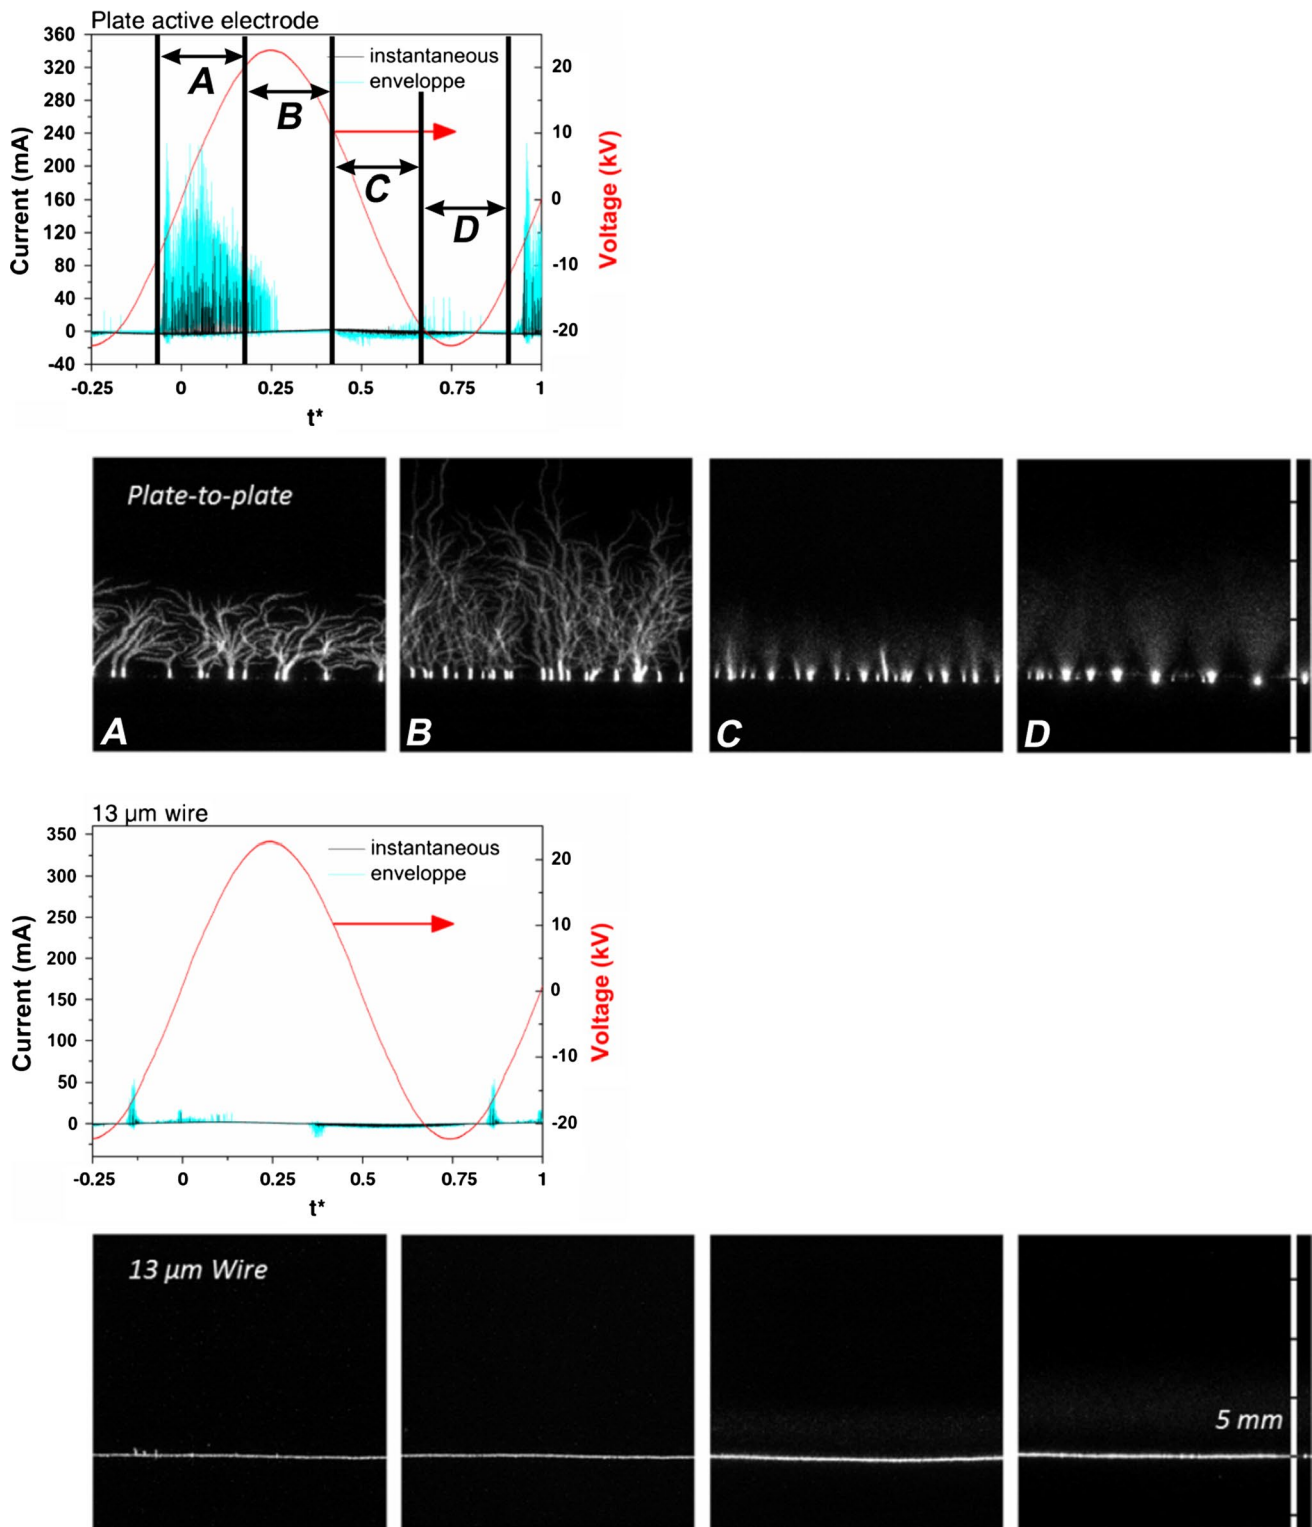 Plate active electrode
360
320
280
240
200
160
120
80
40
0
-40
Current (mA)
instantaneous
enveloppe
A
B
C
D
20
10
0
-10
-20
Voltage (kV)
-0.25 0 0.25 0.5 0.75 1
t*
Plate-to-plate
A B C D
13 µm wire
350
300
250
200
150
100
50
0
Current (mA)
instantaneous
enveloppe
20
10
0
-10
-20
Voltage (kV)
-0.25 0 0.25 0.5 0.75 1
t*
13 µm Wire
5 mm